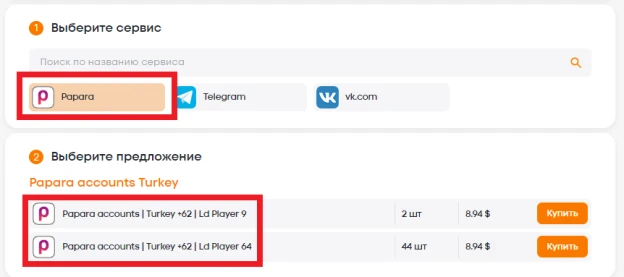 1 Выберите сервис
Поиск по названию сервиса
Papara Telegram vk.com
2 Выберите предложение
Papara accounts Turkey
Papara accounts | Turkey +62 | Ld Player 9 2 шт 8.94 $ Купить
Papara accounts | Turkey +62 | Ld Player 64 44 шт 8.94 $ Купить